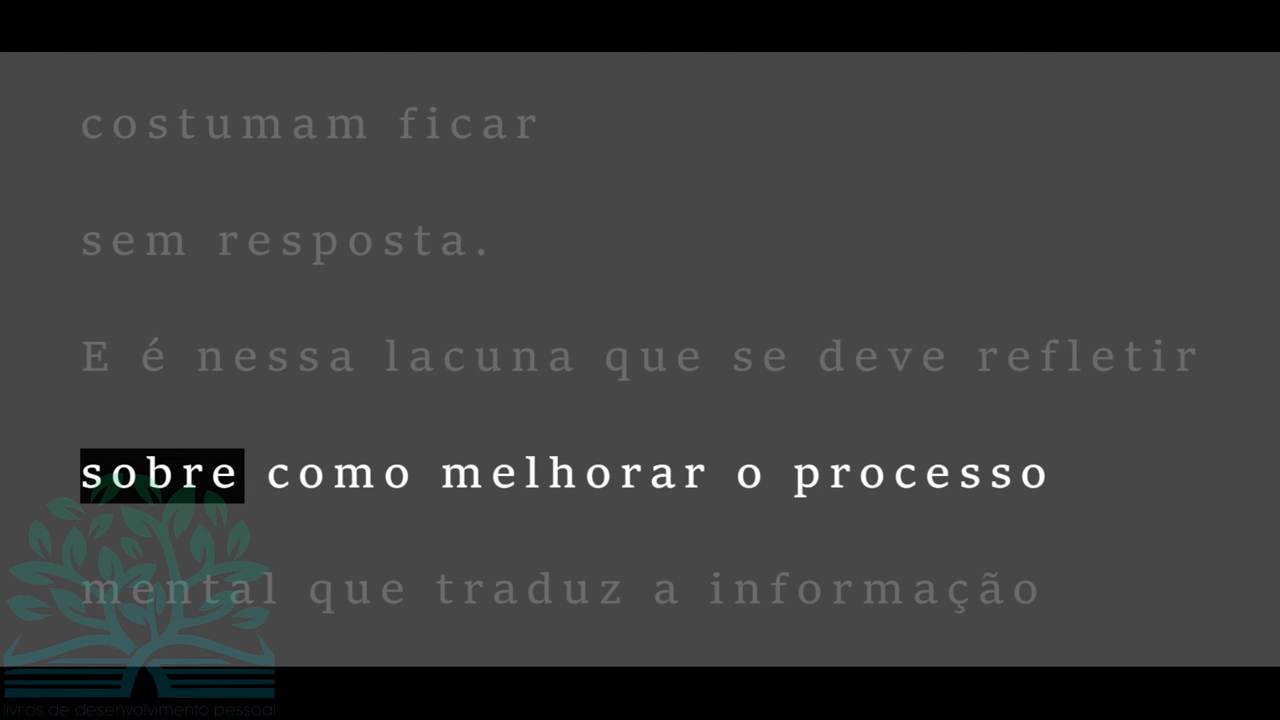 costumam ficar
sem resposta.
E é nessa lacuna que se deve refletir
sobre como melhorar o processo
mental que traduz a informação
livros de desenvolvimento pessoal